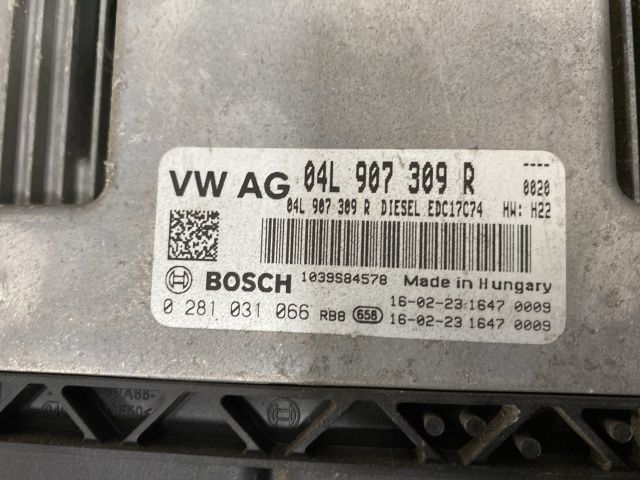 VW AG 04L 907 309 R ----
0020
04L 907 309 R DIESEL EDC17C74 HW: H22
BOSCH 1039S84578 Made in Hungary
0 281 031 066 RB8 658 16-02-23 1647 0009
16-02-23 1647 0009